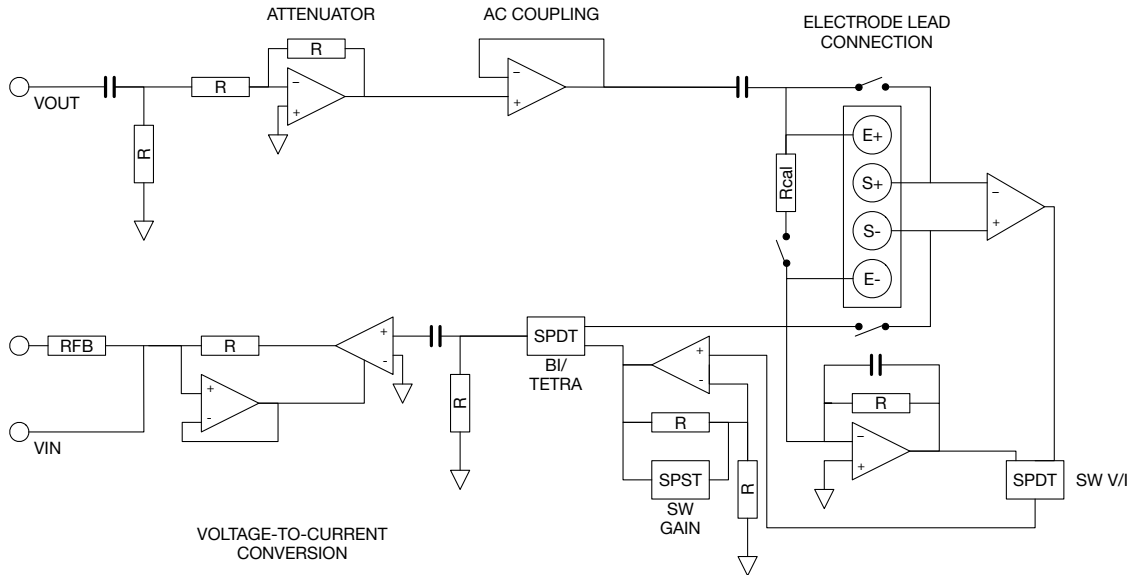 ATTENUATOR
AC COUPLING
ELECTRODE LEAD
CONNECTION
R
−
+
−
+
VOUT
R
R
E+
Rcal
S+
S-
E-
−
+
RFB
R
+
-
SPDT
BI/
TETRA
+
-
+
-
VIN
R
R
SPST
SW
GAIN
R
R
−
+
SPDT
SW V/I
VOLTAGE-TO-CURRENT
CONVERSION